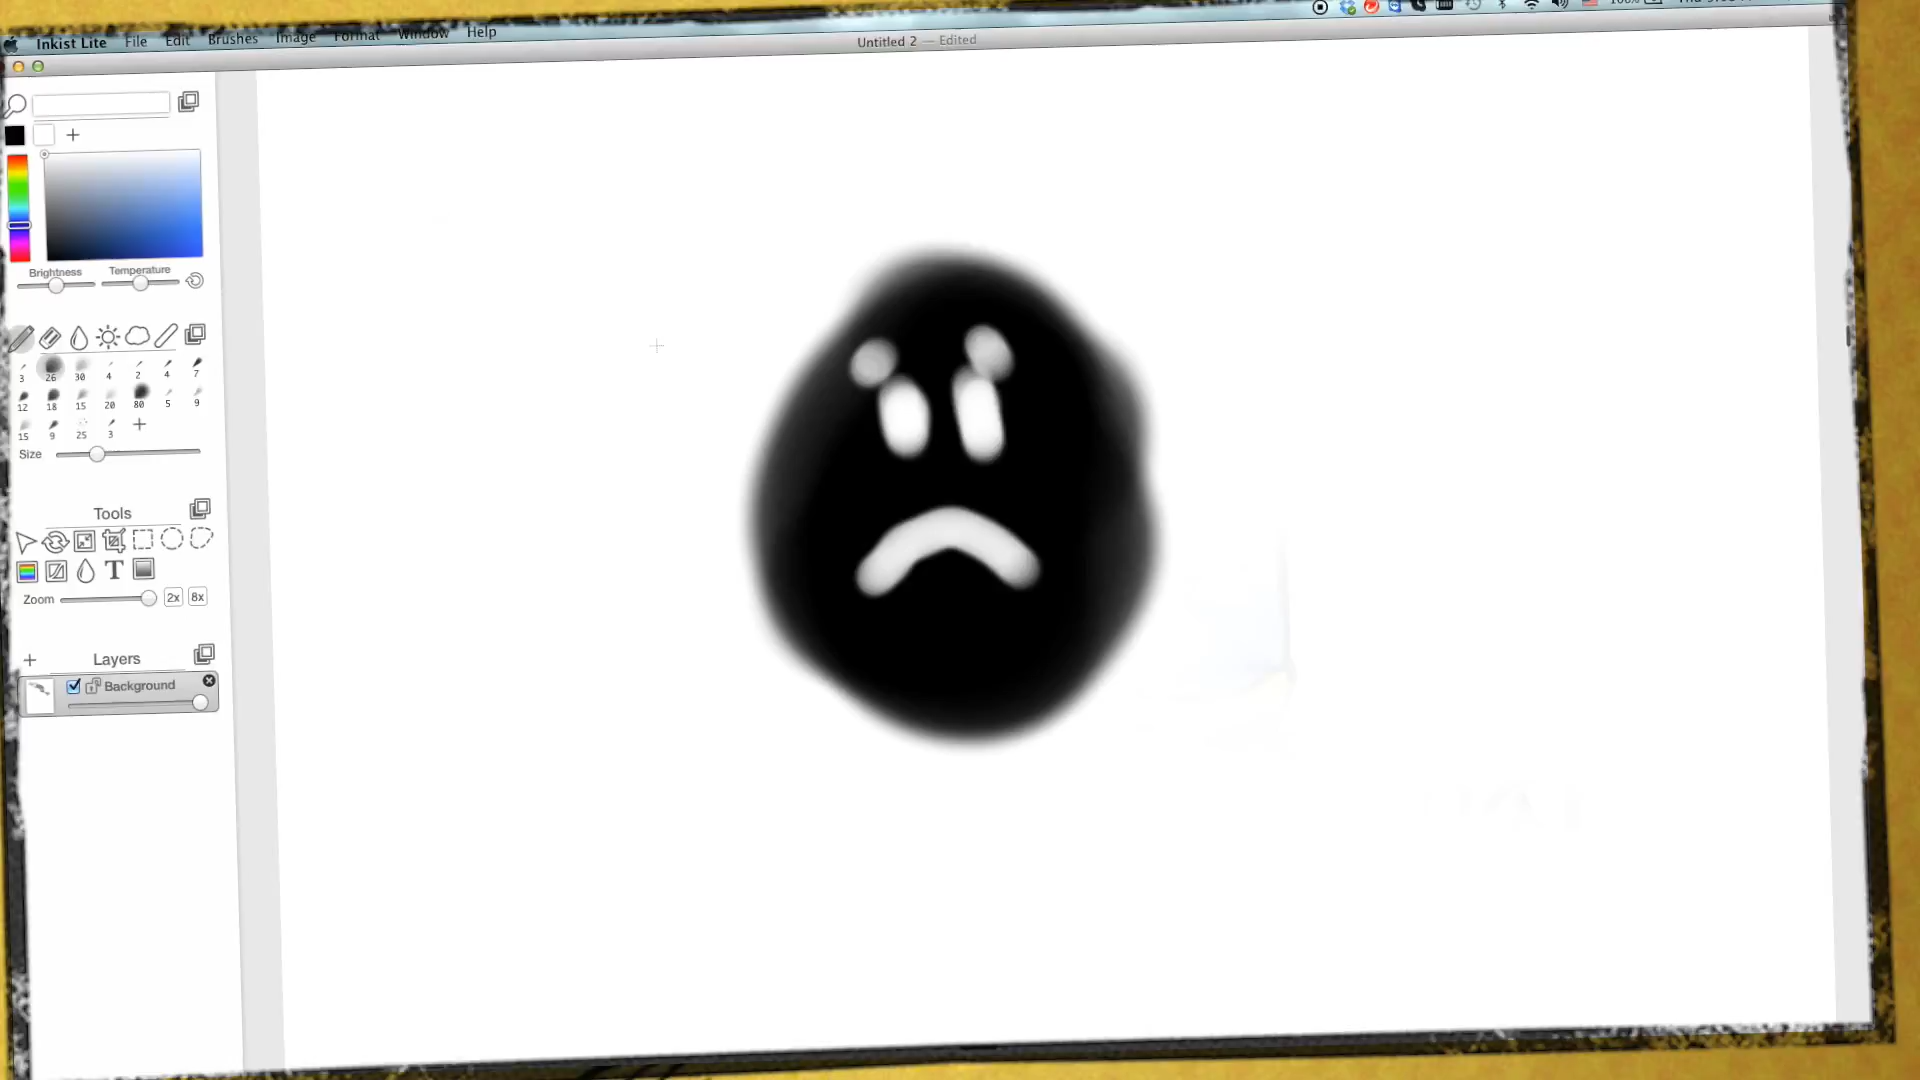 Inkist Lite File Edit Brushes Image Format Window Help
Untitled 2 — Edited
Brightness Temperature
3 26 30 4 2 4 7
12 18 15 20 80 5 9
15 9 25 3
Size
Tools
T
Zoom 2x 8x
Layers
Background